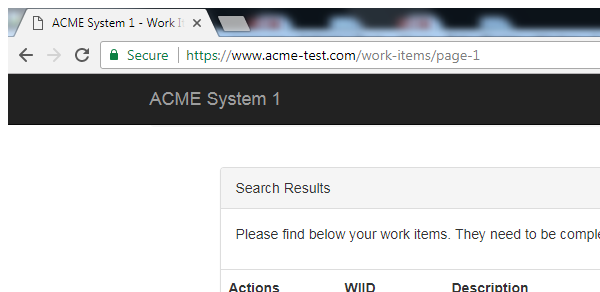 ACME System 1 - Work
Secure https://www.acme-test.com/work-items/page-1
ACME System 1
Search Results
Please find below your work items. They need to be
Actions WIID Description